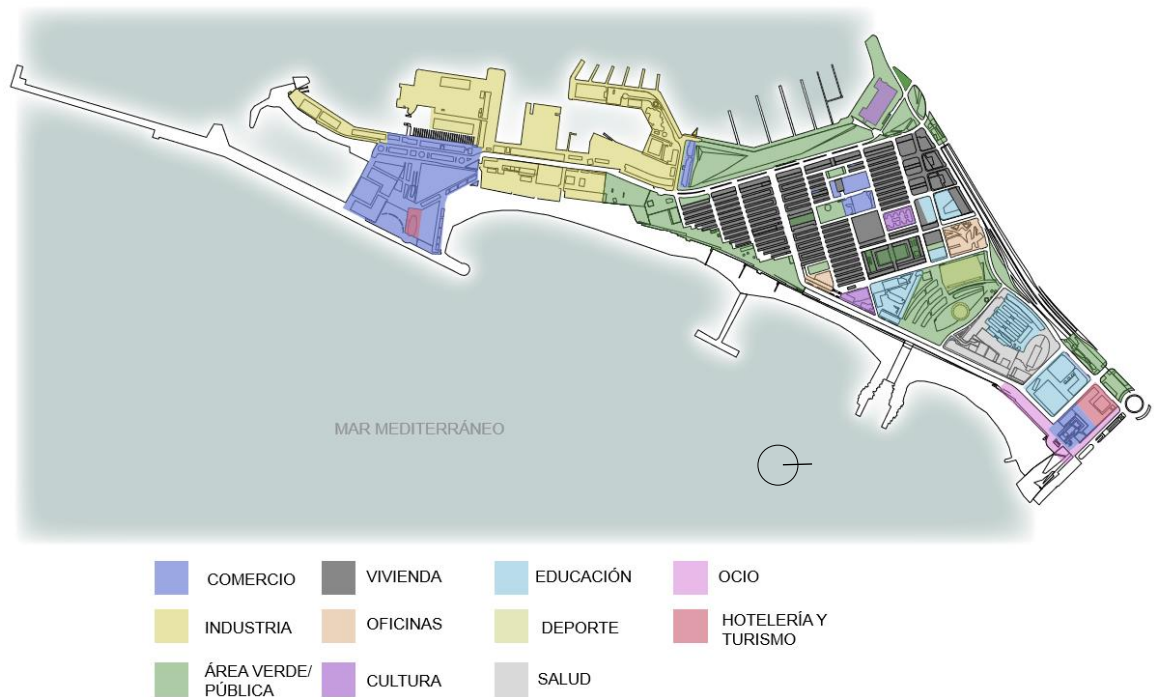 MAR MEDITERRÁNEO
COMERCIO
VIVIENDA
EDUCACIÓN
OCIO
INDUSTRIA
OFICINAS
DEPORTE
HOTELERÍA Y
TURISMO
ÁREA VERDE/
PÚBLICA
CULTURA
SALUD